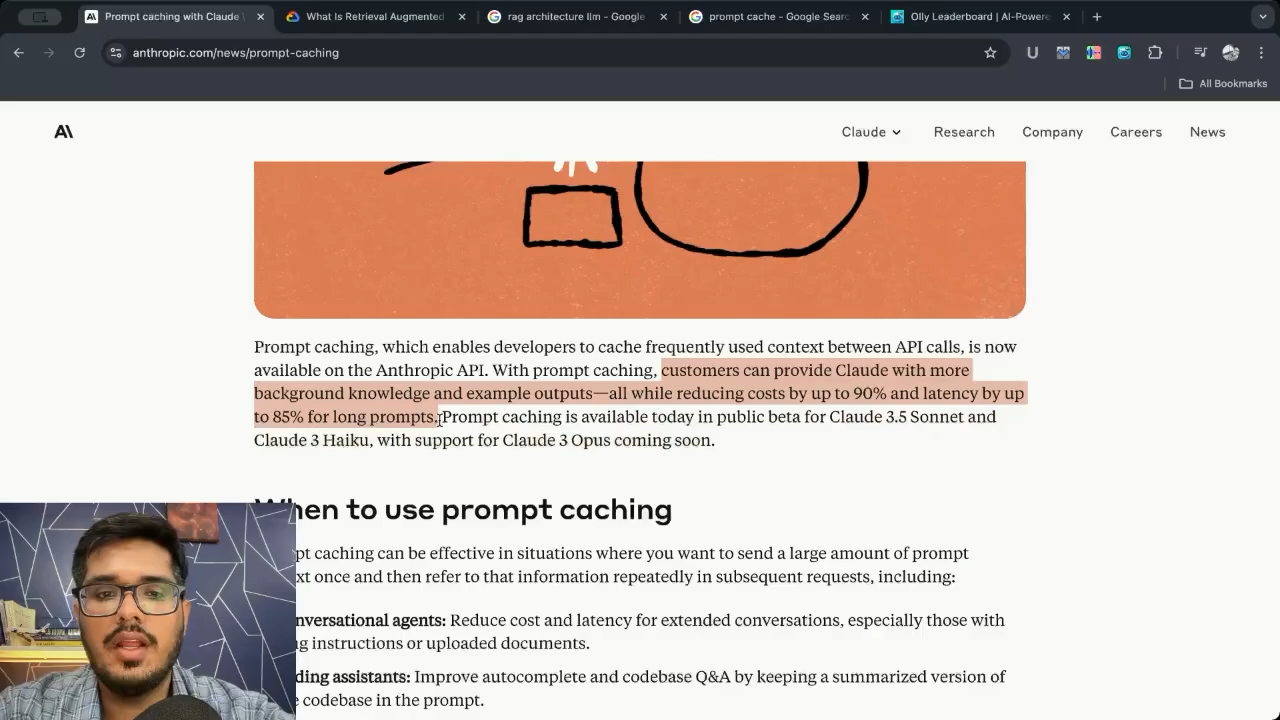 Prompt caching with Claude \
What Is Retrieval Augmented
rag architecture llm - Google
prompt cache - Google Searc
Olly Leaderboard | AI-Powere
anthropic.com/news/prompt-caching
All Bookmarks
Claude
Research
Company
Careers
News
Prompt caching, which enables developers to cache frequently used context between API calls, is now
available on the Anthropic API. With prompt caching, customers can provide Claude with more
background knowledge and example outputs—all while reducing costs by up to 90% and latency by up
to 85% for long prompts. Prompt caching is available today in public beta for Claude 3.5 Sonnet and
Claude 3 Haiku, with support for Claude 3 Opus coming soon.
When to use prompt caching
pt caching can be effective in situations where you want to send a large amount of prompt
xt once and then refer to that information repeatedly in subsequent requests, including:
nversational agents: Reduce cost and latency for extended conversations, especially those with
g instructions or uploaded documents.
ding assistants: Improve autocomplete and codebase Q&A by keeping a summarized version of
e codebase in the prompt.